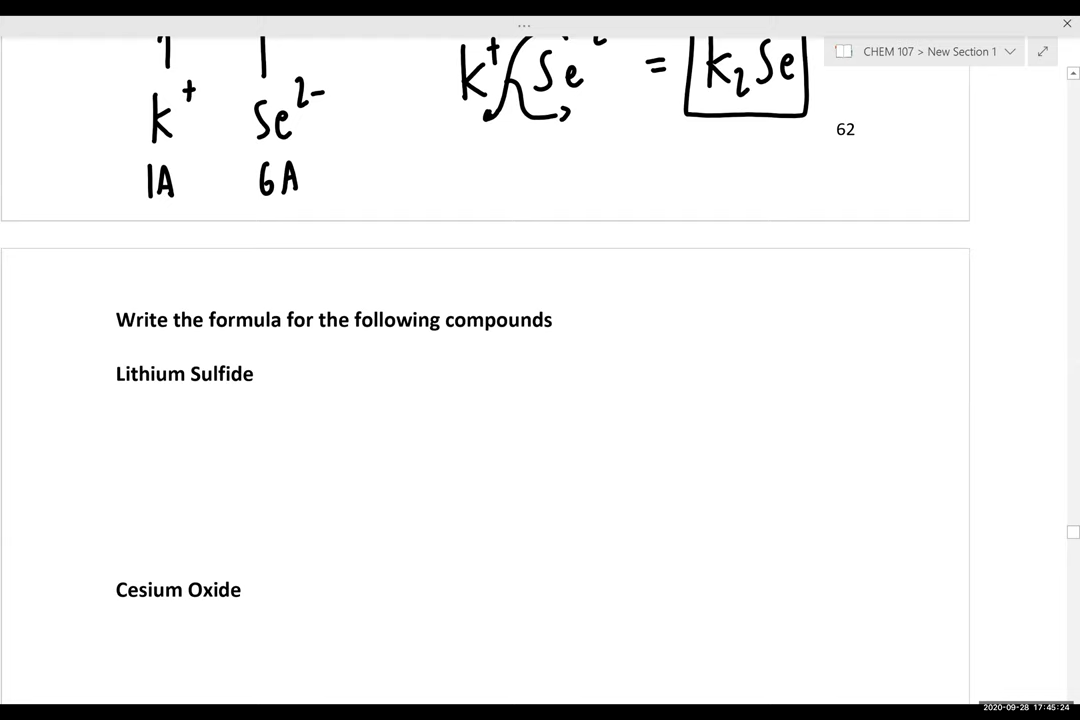 ...
CHEM 107 > New Section 1
K+ Se = K2Se
K+ Se2-
62
1A 6A
Write the formula for the following compounds
Lithium Sulfide
Cesium Oxide
2020-09-28 17:45:24